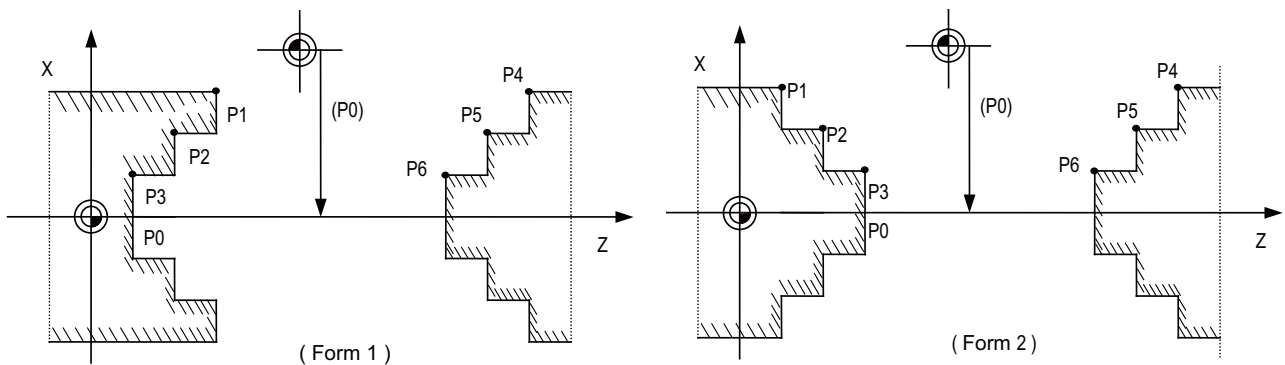 X
P1
P2
P3
P0
(P0)
P4
P5
P6
Z
( Form 1 )
X
P1
P2
P3
P0
(P0)
P4
P5
P6
Z
( Form 2 )